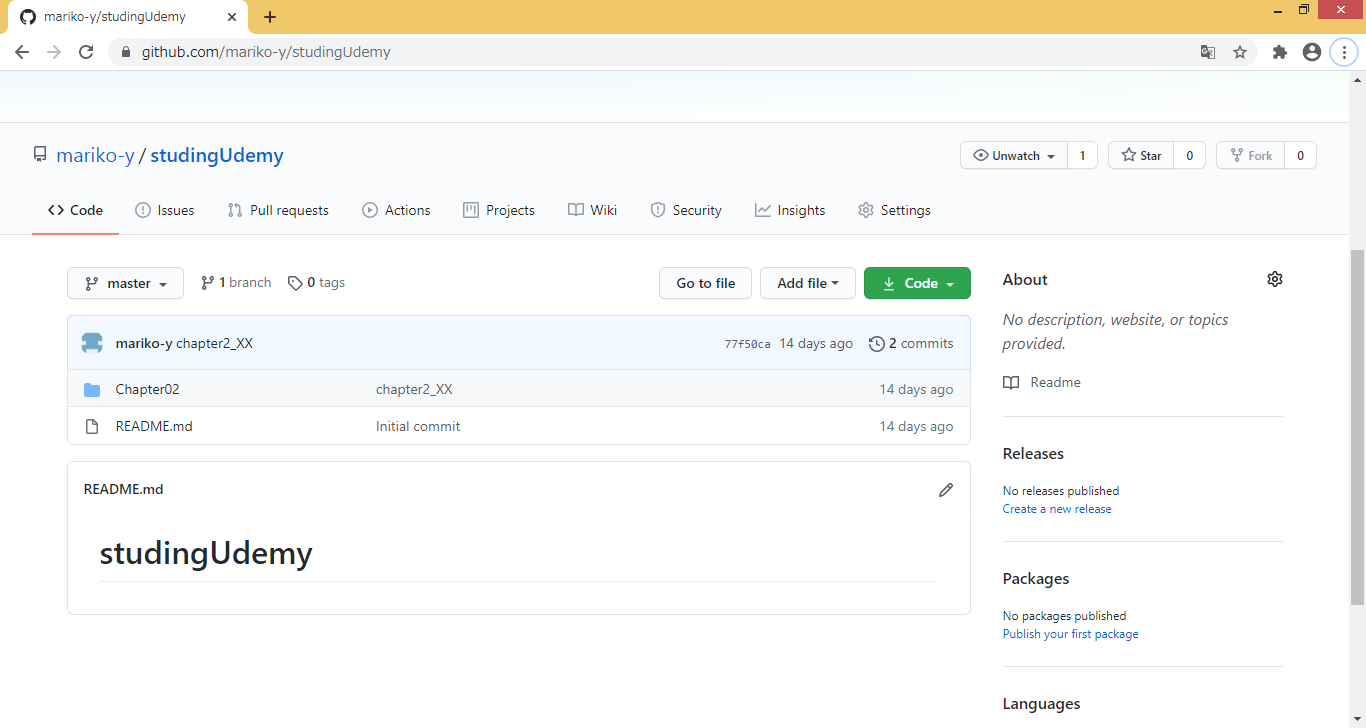 mariko-y/studingUdemy
github.com/mariko-y/studingUdemy
mariko-y / studingUdemy
Unwatch 1 Star 0 Fork 0
Code Issues Pull requests Actions Projects Wiki Security Insights Settings
master 1 branch 0 tags Go to file Add file Code
mariko-y chapter2_XX 77f50ca 14 days ago 2 commits
Chapter02 chapter2_XX 14 days ago
README.md Initial commit 14 days ago
README.md
studingUdemy
About
No description, website, or topics
provided.
Readme
Releases
No releases published
Create a new release
Packages
No packages published
Publish your first package
Languages